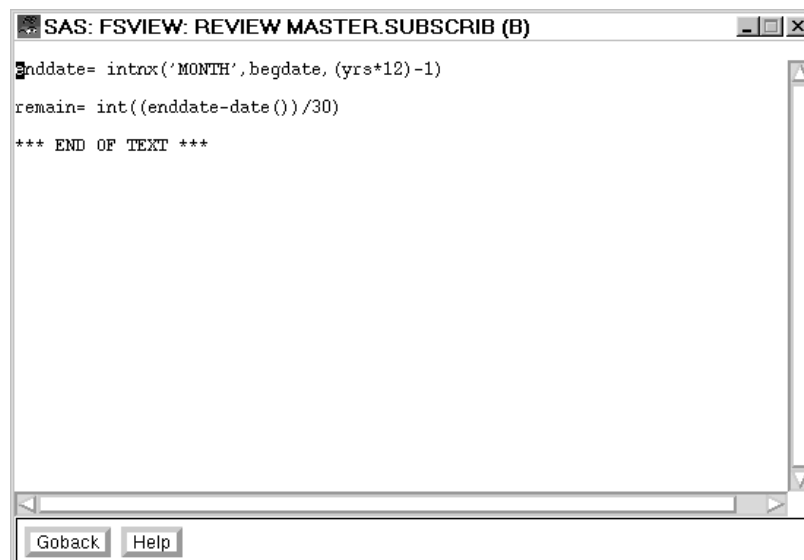 SAS: FSVIEW: REVIEW MASTER.SUBSCRIB (B)
enddate= intnx('MONTH',begdate,(yrs*12)-1)
remain= int((enddate-date())/30)
*** END OF TEXT ***
Goback Help